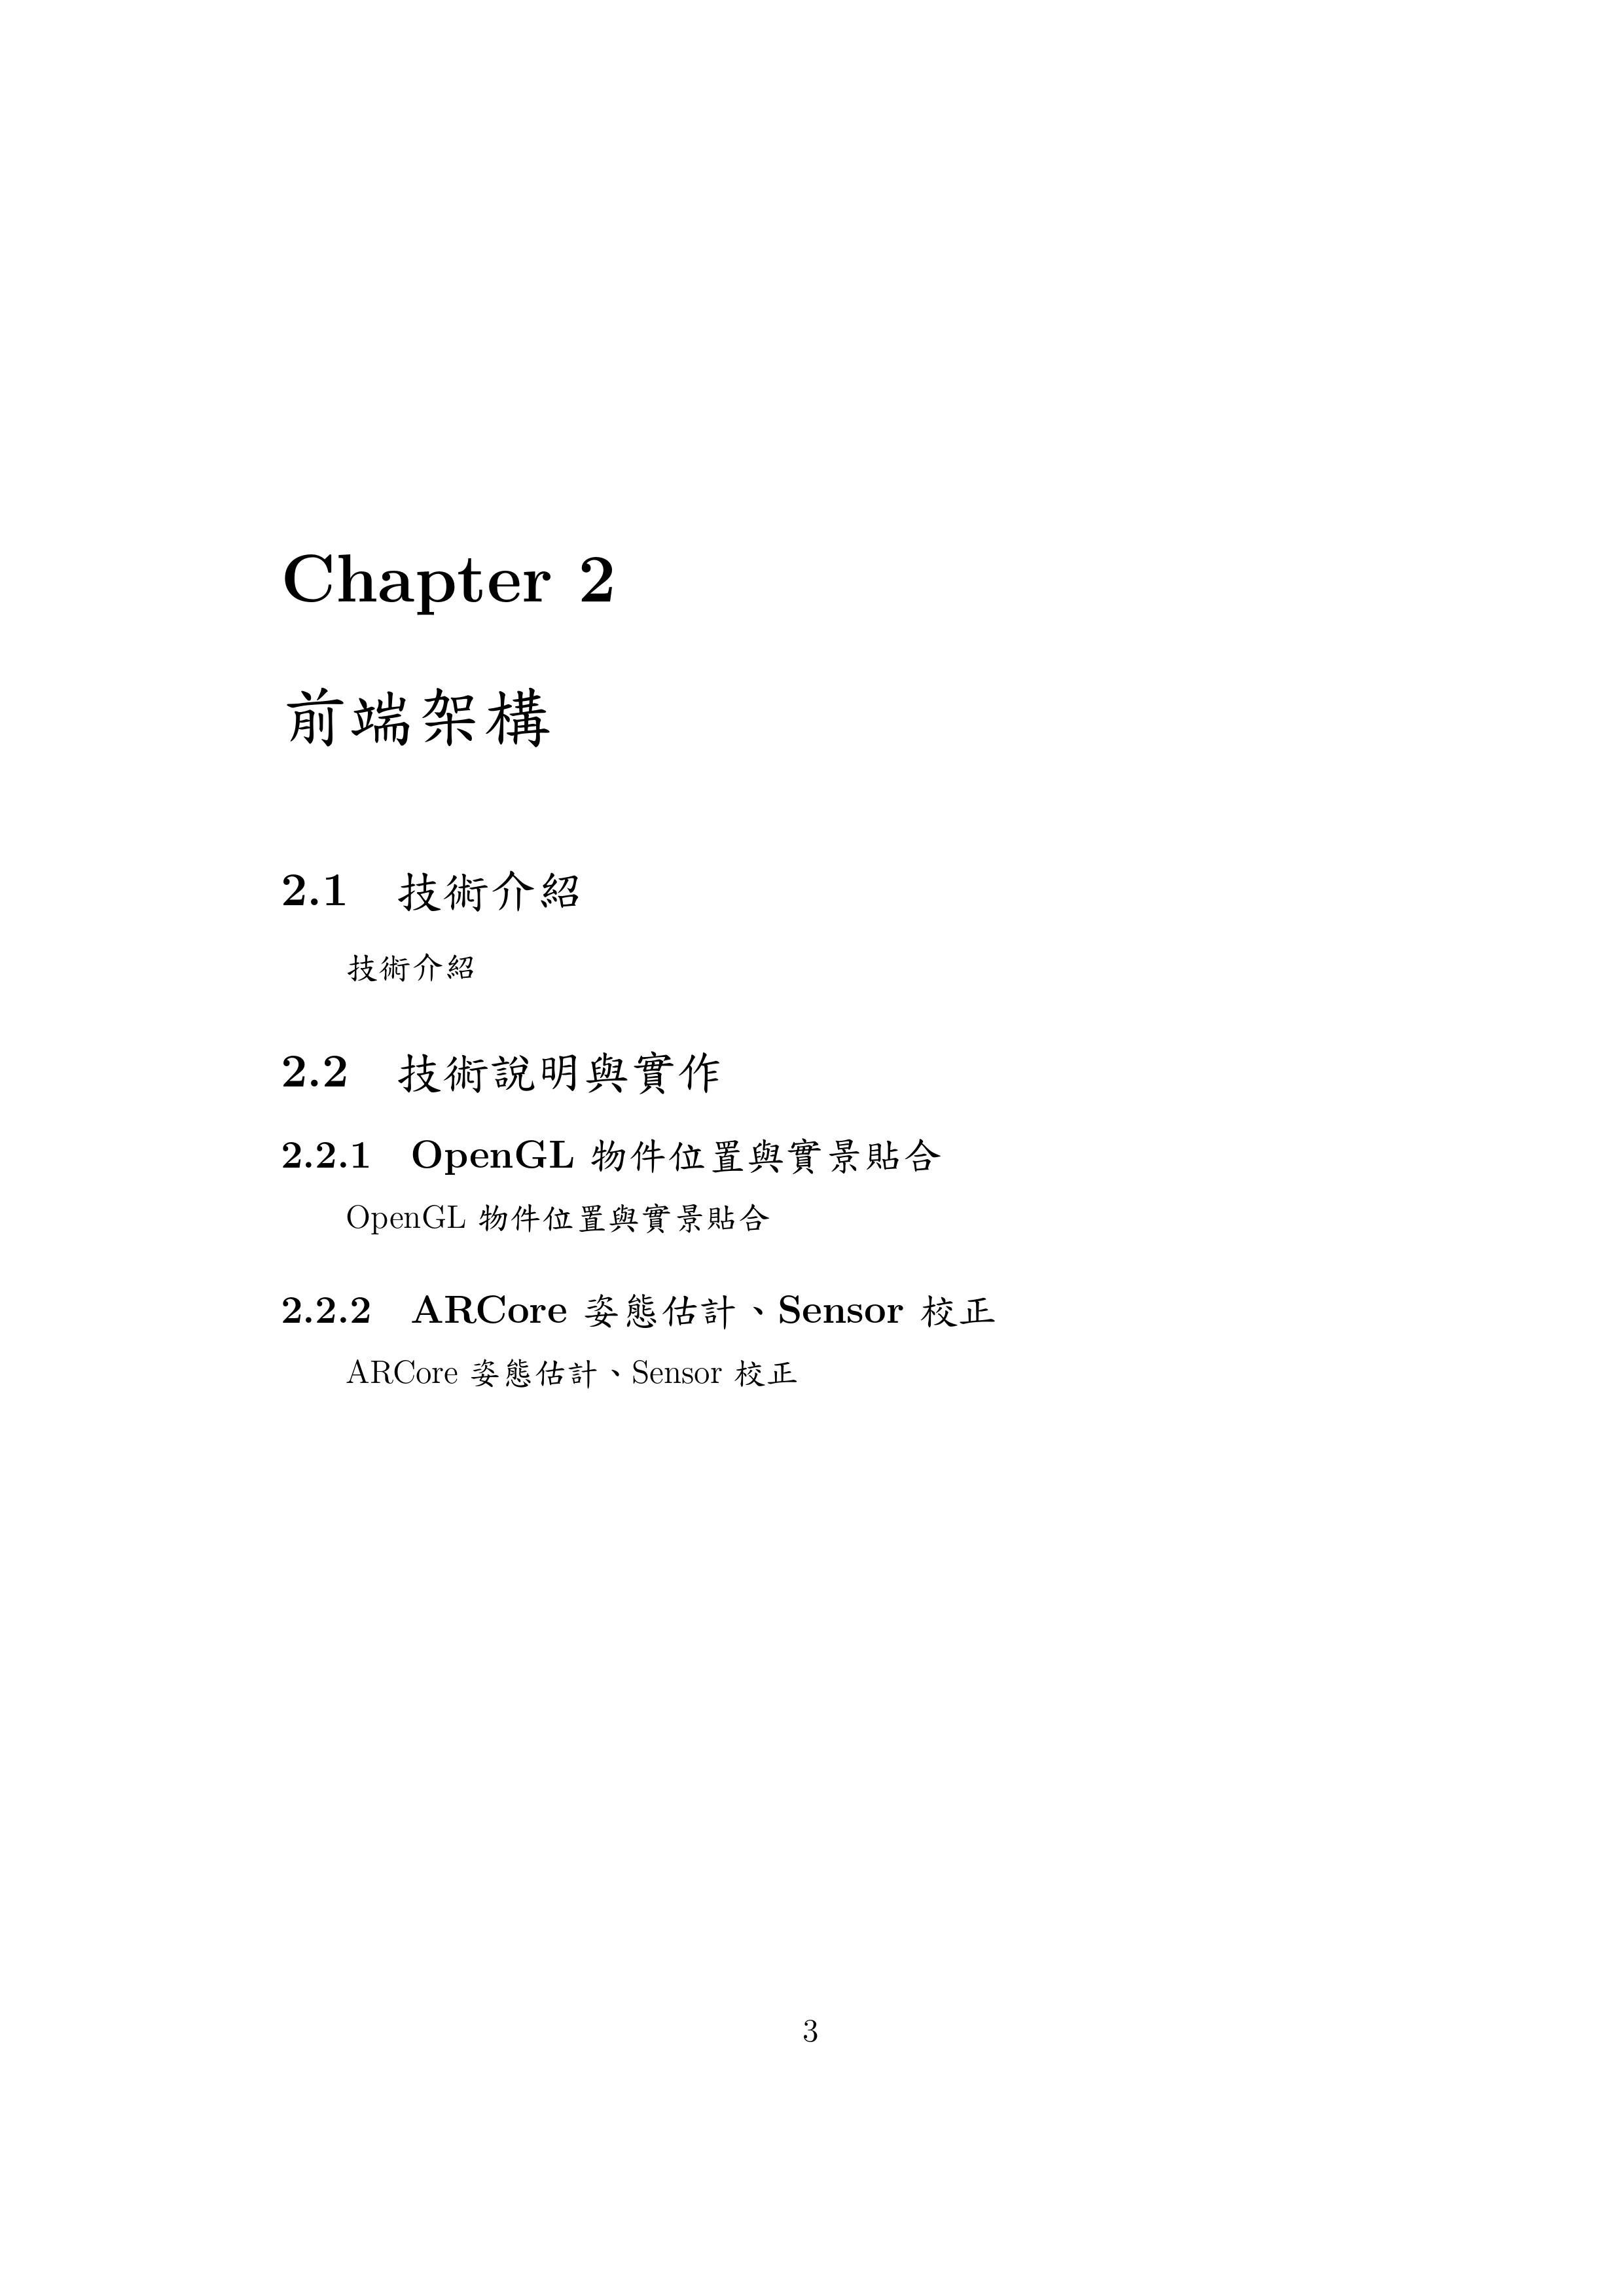 Chapter 2
前端架構
2.1 技術介紹
技術介紹
2.2 技術說明與實作
2.2.1 OpenGL 物件位置與實景貼合
OpenGL 物件位置與實景貼合
2.2.2 ARCore 姿態估計、Sensor 校正
ARCore 姿態估計、Sensor 校正
3